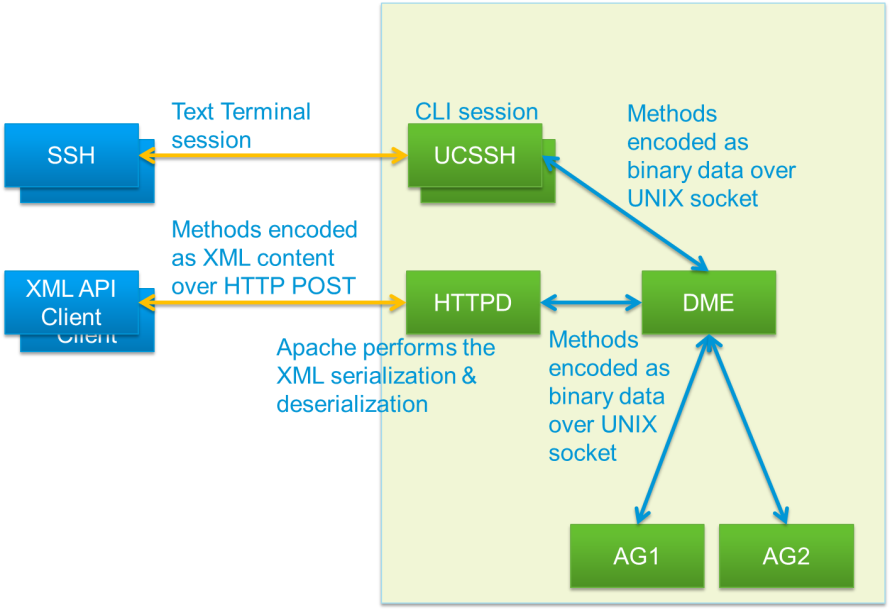 Text Terminal
session
CLI session
Methods
encoded as
binary data over
UNIX socket
SSH
UCSSH
Methods encoded
as XML content
over HTTP POST
XML API
Client
Client
HTTPD
DME
Apache performs the
XML serialization &
deserialization
Methods
encoded as
binary data
over UNIX
socket
AG1
AG2